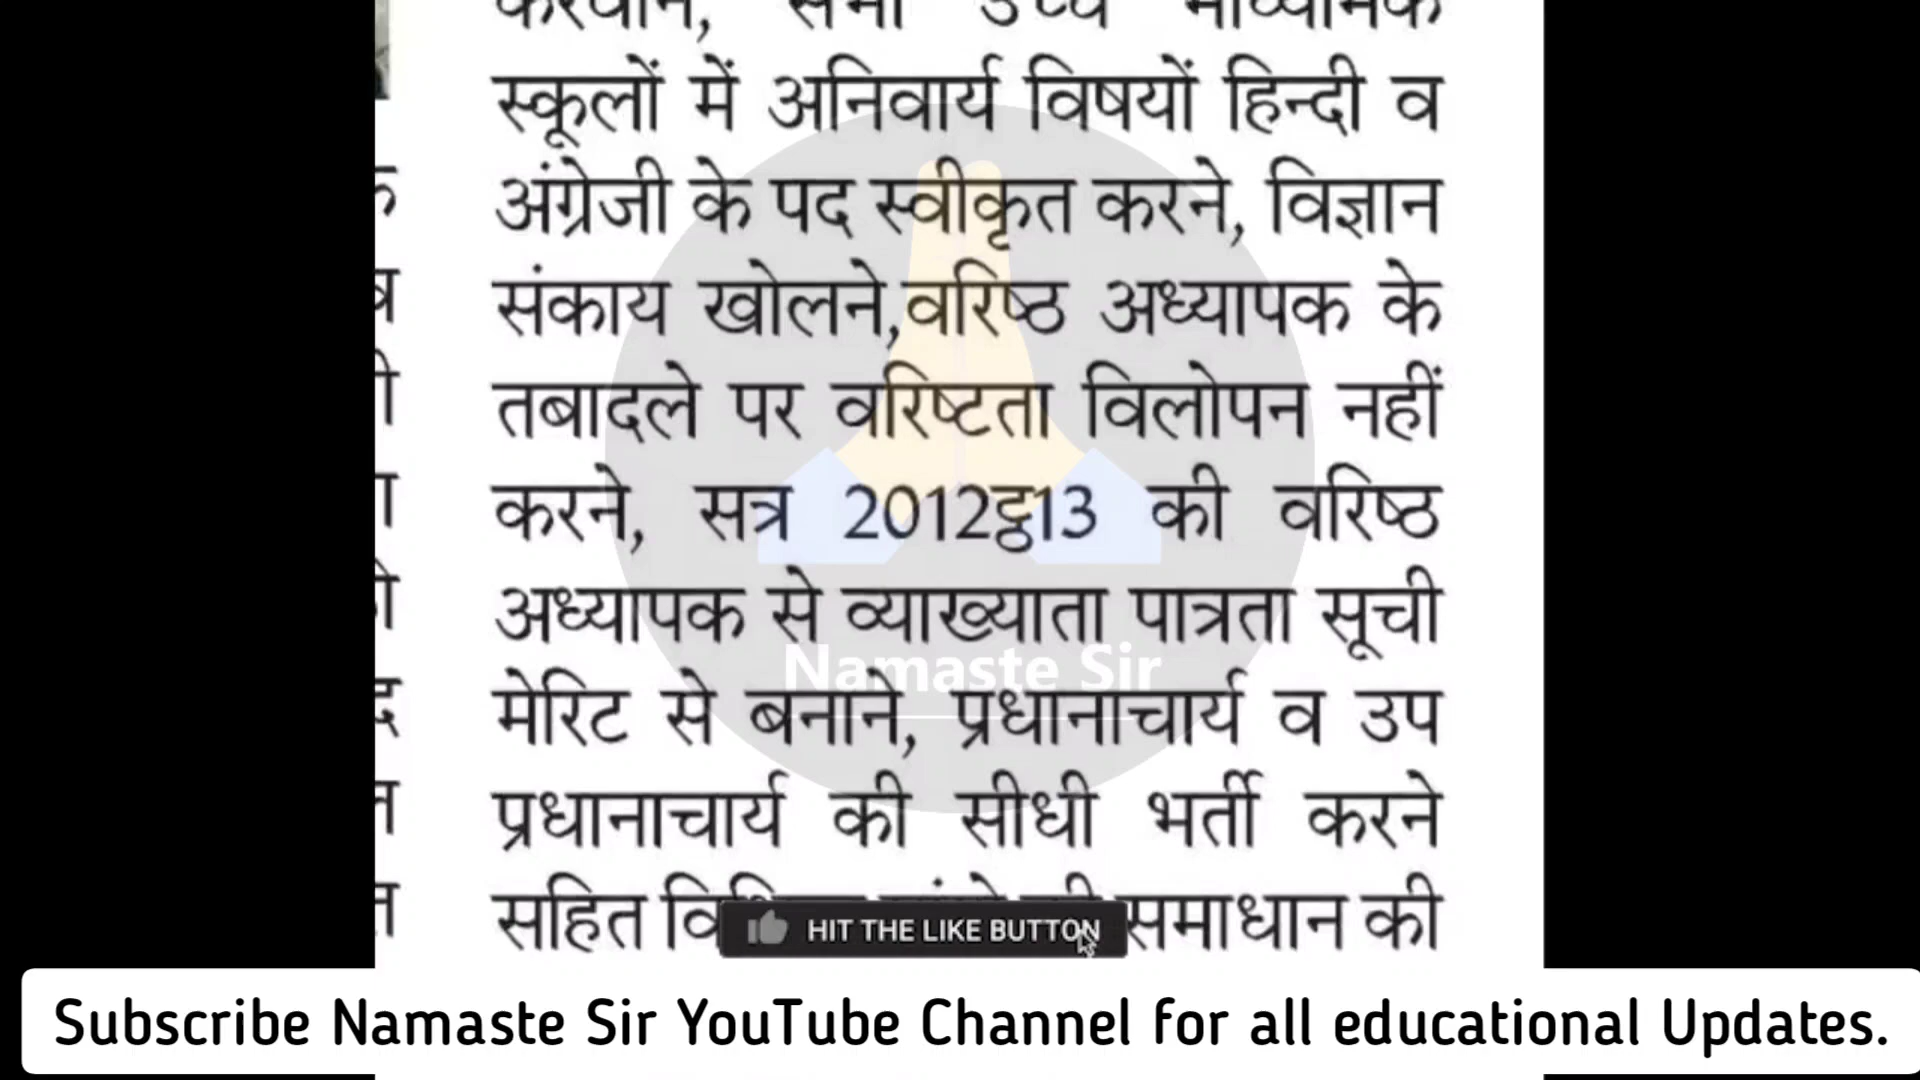 स्कूलों में अनिवार्य विषयों हिन्दी व
अंग्रेजी के पद स्वीकृत करने, विज्ञान
संकाय खोलने,वरिष्ठ अध्यापक के
तबादले पर वरिष्टता विलोपन नहीं
करने, सत्र 2012ट्ठ13 की वरिष्ठ
अध्यापक से व्याख्याता पात्रता सूची
मेरिट से बनाने, प्रधानाचार्य व उप
प्रधानाचार्य की सीधी भर्ती करने
सहित समाधान की
Namaste Sir
HIT THE LIKE BUTTON
Subscribe Namaste Sir YouTube Channel for all educational Updates.